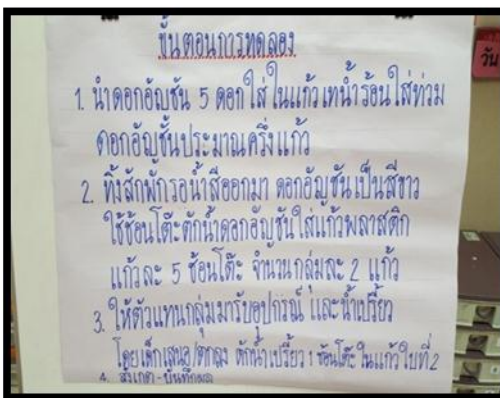 ขั้นตอนการทดลอง
วัน
1. นำดอกอัญชัน 5 ดอกใส่ในแก้วเทน้ำร้อนใส่ท่วม
ดอกอัญชันประมาณครึ่งแก้ว
2. ทิ้งสักพักรอน้ำสีออกมา ดอกอัญชันเป็นสีขาว
ใช้ช้อนโต๊ะตักน้ำดอกอัญชันใส่แก้วพลาสติก
แก้วละ 5 ช้อนโต๊ะ จำนวนกลุ่มละ 2 แก้ว
3. ให้ตัวแทนกลุ่มมารับอุปกรณ์ และน้ำเปรี้ยว
โดยเด็กเสนอ/ตกลง ตักน้ำเปรี้ยว 1 ช้อนโต๊ะ ในแก้วใบที่ 2
4. สังเกต - บันทึกผล